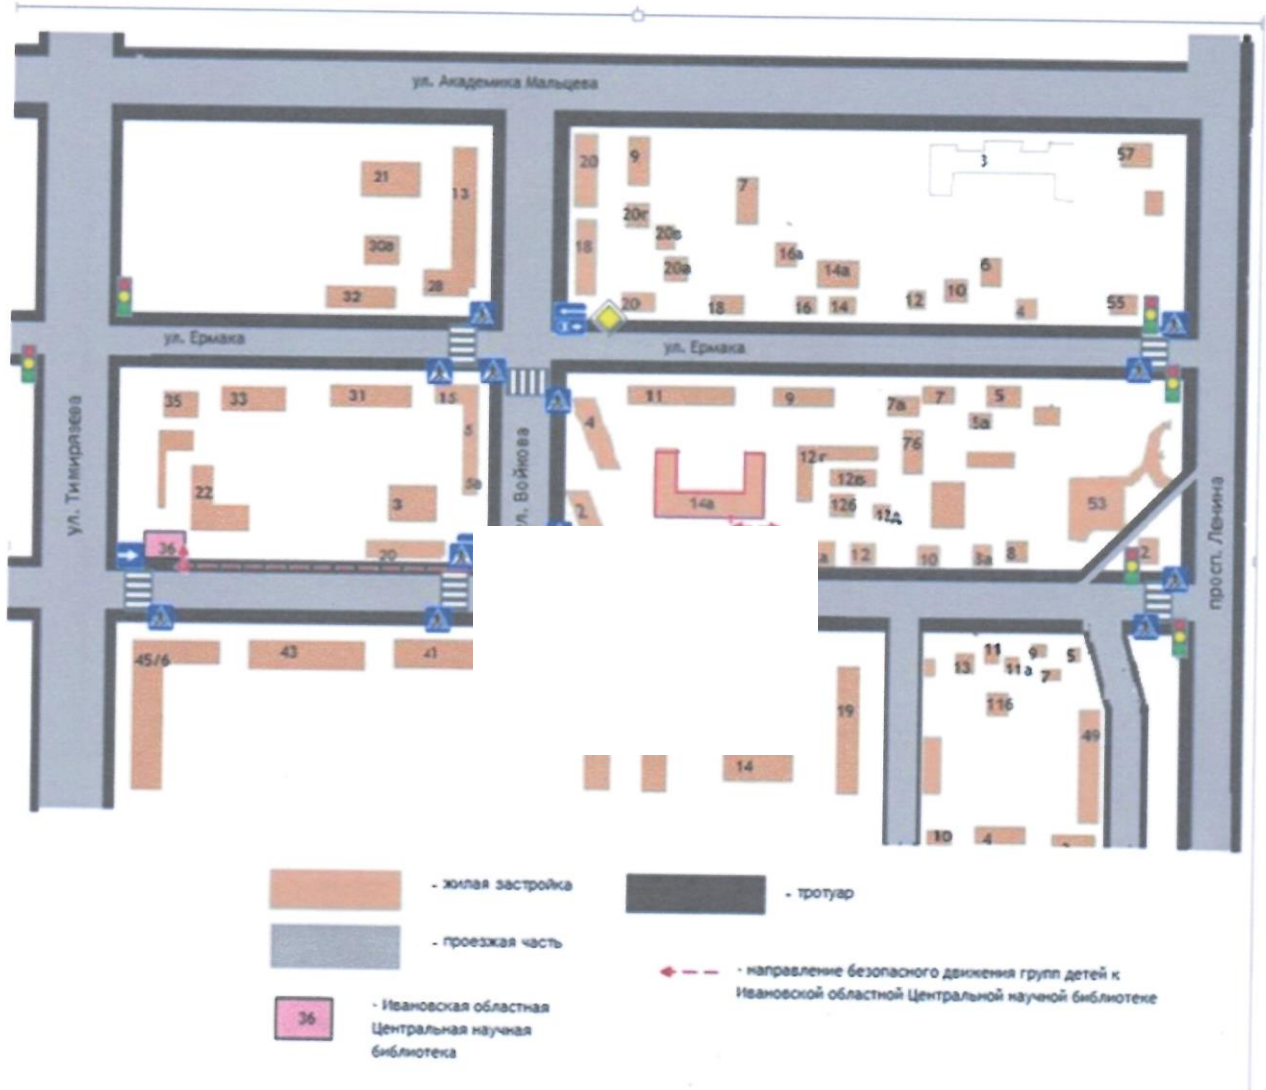 ул. Академика Мальцева
20
9
57
3
21
7
13
20г
20в
30в
18
16а
20а
14а
6
28
10
32
20
18
16
14
12
4
55
ул. Ермака
ул. Ермака
35
33
31
15
11
9
7а
7
5
4
5а
5
7б
12г
ул. Тимирязева
ул. Войкова
просп. Ленина
22
5а
12в
3
2
14а
12б
12д
53
36
20
а
12
10
3а
8
2
45/6
43
41
11
9
5
13
11а
7
11б
19
49
14
10
4
- жилая застройка
- тротуар
- проезжая часть
- направление безопасного движения групп детей к
Ивановской областной Центральной научной библиотеке
36
- Ивановская областная
Центральная научная
библиотека